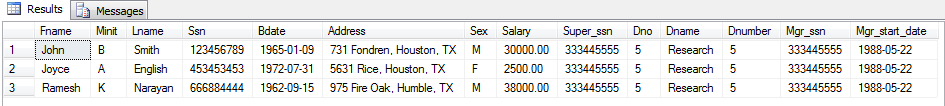 Results Messages
Fname Minit Lname Ssn Bdate Address Sex Salary Super_ssn Dno Dname Dnumber Mgr_ssn Mgr_start_date
1 John B Smith 123456789 1965-01-09 731 Fondren, Houston, TX M 30000.00 333445555 5 Research 5 333445555 1988-05-22
2 Joyce A English 453453453 1972-07-31 5631 Rice, Houston, TX F 2500.00 333445555 5 Research 5 333445555 1988-05-22
3 Ramesh K Narayan 666884444 1962-09-15 975 Fire Oak, Humble, TX M 38000.00 333445555 5 Research 5 333445555 1988-05-22